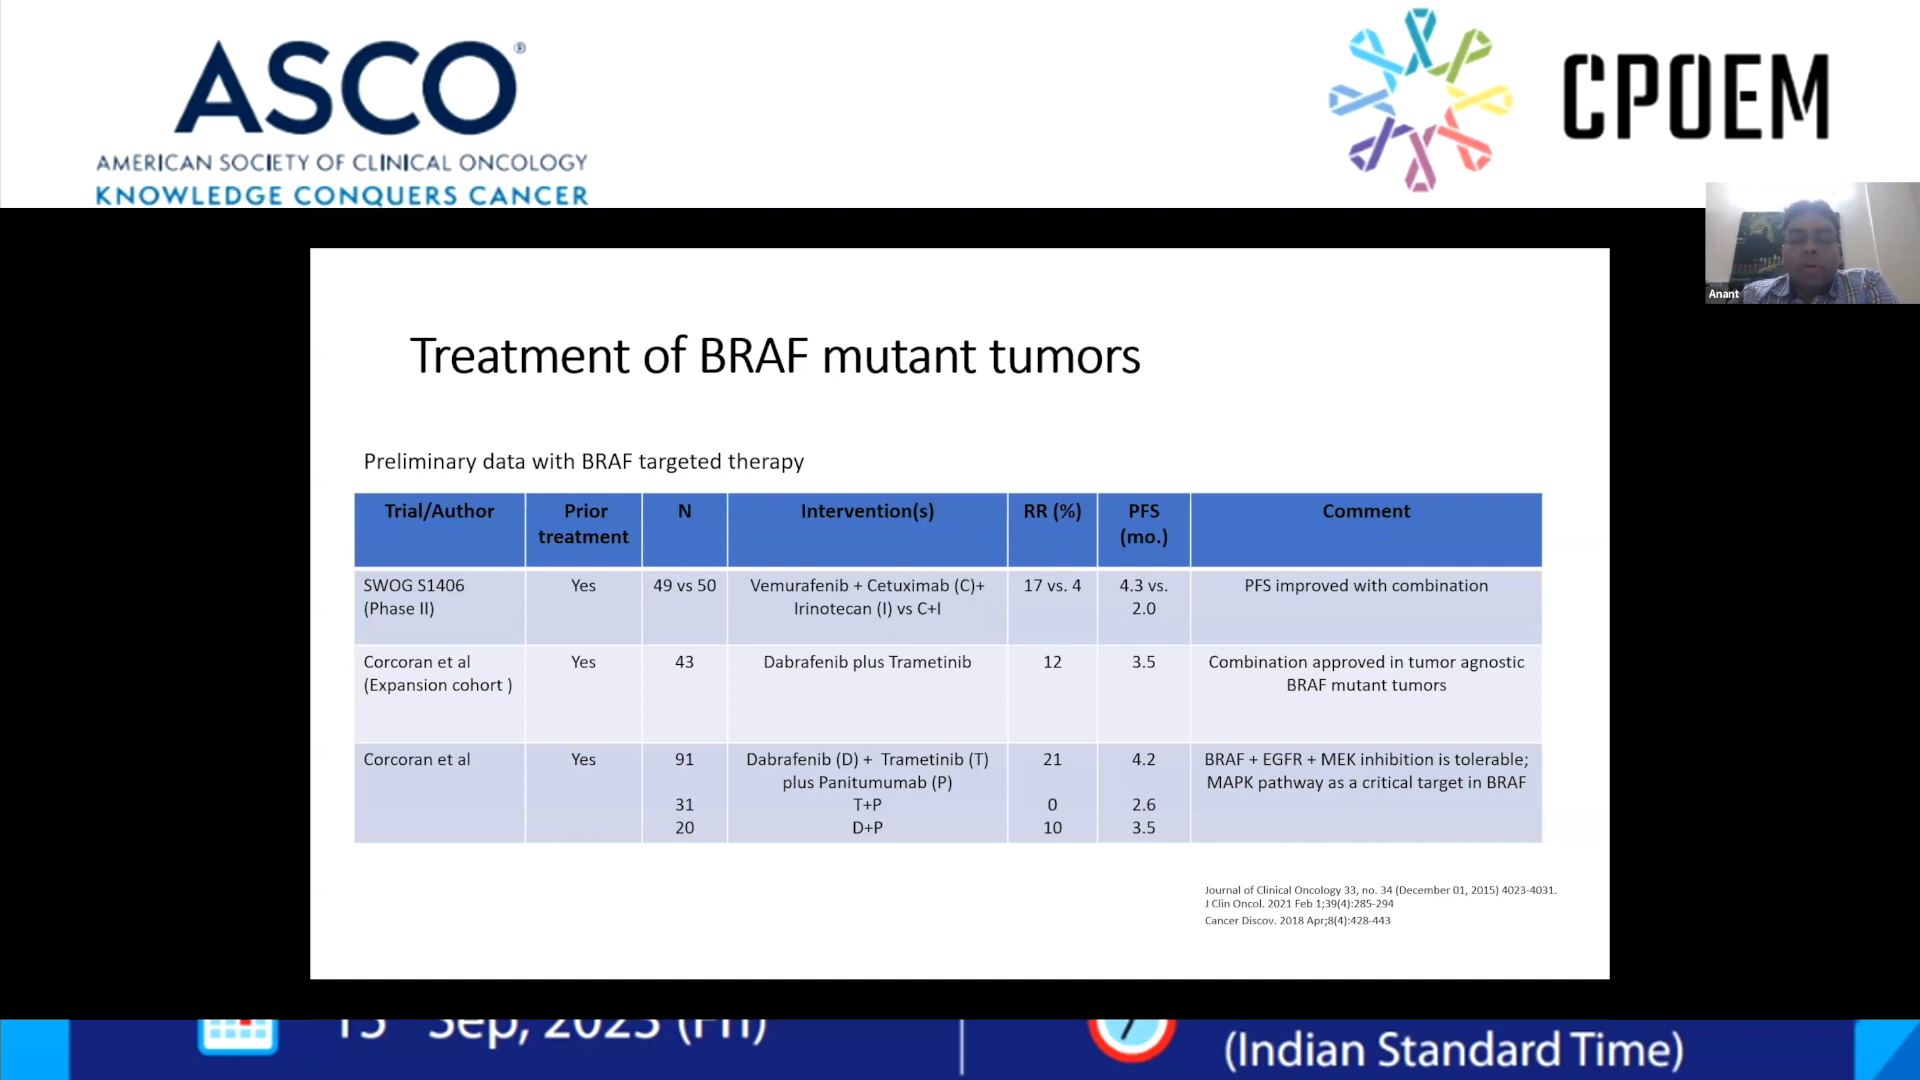 ASCO®
AMERICAN SOCIETY OF CLINICAL ONCOLOGY
KNOWLEDGE CONQUERS CANCER
CPOEM
Anant
Treatment of BRAF mutant tumors
Preliminary data with BRAF targeted therapy
Trial/Author Prior treatment N Intervention(s) RR (%) PFS (mo.) Comment
SWOG S1406 Yes 49 vs 50 Vemurafenib + Cetuximab (C)+ 17 vs. 4 4.3 vs. PFS improved with combination
(Phase II) Irinotecan (I) vs C+I 2.0
Corcoran et al Yes 43 Dabrafenib plus Trametinib 12 3.5 Combination approved in tumor agnostic
(Expansion cohort ) BRAF mutant tumors
Corcoran et al Yes 91 Dabrafenib (D) + Trametinib (T) 21 4.2 BRAF + EGFR + MEK inhibition is tolerable;
plus Panitumumab (P) MAPK pathway as a critical target in BRAF
31 T+P 0 2.6
20 D+P 10 3.5
Journal of Clinical Oncology 33, no. 34 (December 01, 2015) 4023-4031.
J Clin Oncol. 2021 Feb 1;39(4):285-294
Cancer Discov. 2018 Apr;8(4):428-443
Sep, 2023 (Fri)
(Indian Standard Time)